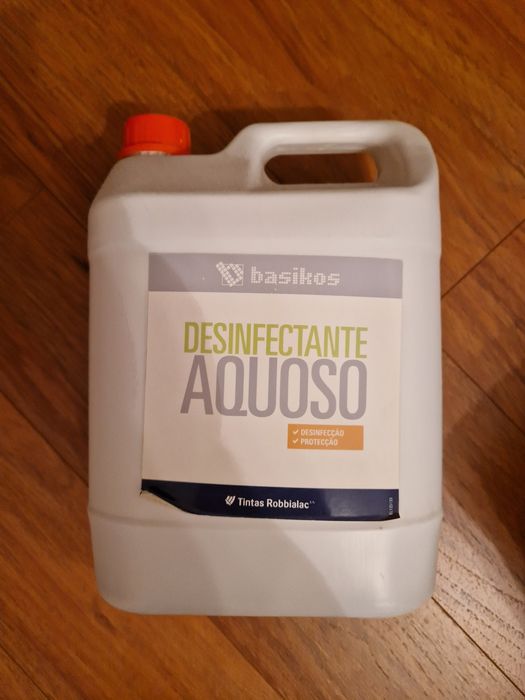 basikos
DESINFECTANTE
AQUOSO
✓ DESINFECÇÃO
✓ PROTECÇÃO
Tintas Robbialac